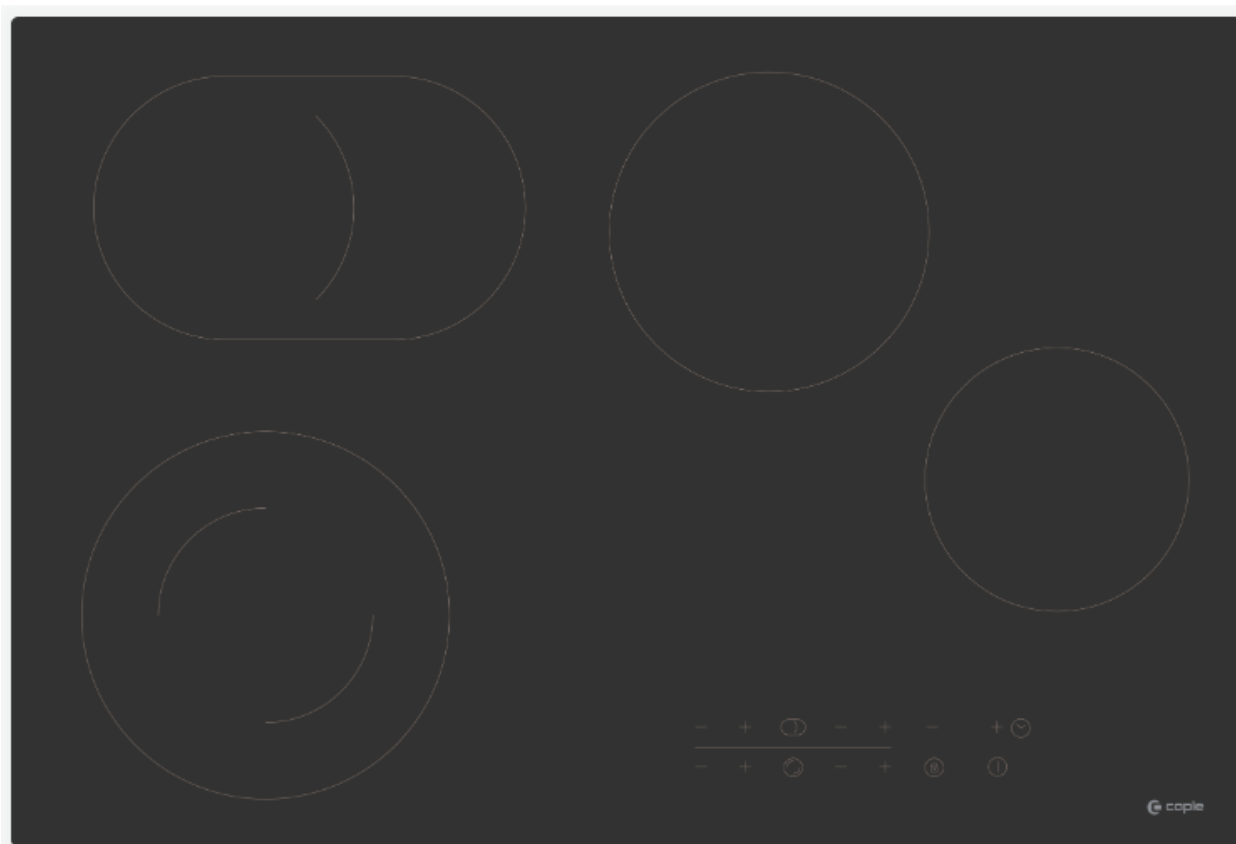 − + − + − +
− + − +
caple